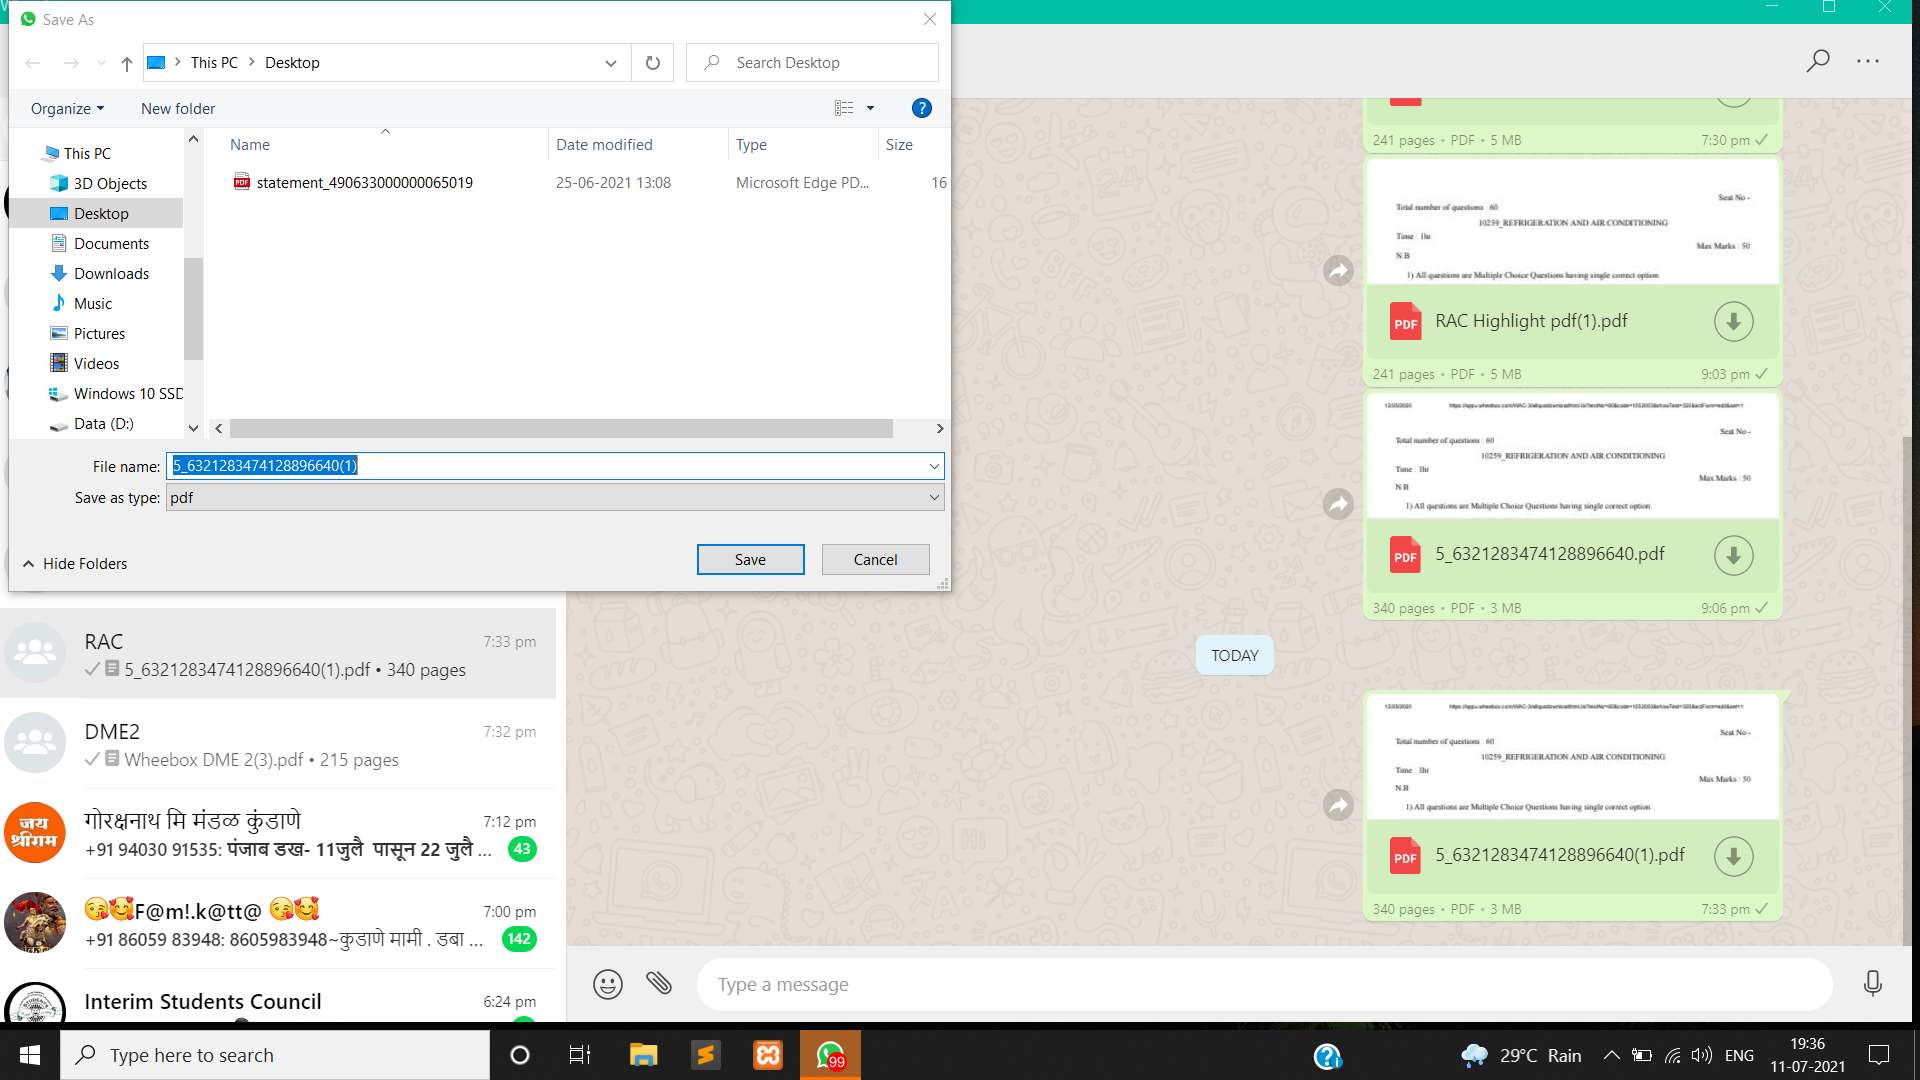 Save As
This PC
Desktop
Search Desktop
Organize
New folder
Name
Date modified
Type
Size
This PC
3D Objects
Desktop
Documents
Downloads
Music
Pictures
Videos
Windows 10 SSD
Data (D:)
PDF
statement_490633000000065019
25-06-2021 13:08
Microsoft Edge PD...
16
File name:
5_6321283474128896640(1)
Save as type:
pdf
Hide Folders
Save
Cancel
241 pages • PDF • 5 MB
7:30 pm
Seat No -
Total number of questions : 60
10259_REFRIGERATION AND AIR CONDITIONING
Time : 1hr
Max Marks : 50
N.B
1) All questions are Multiple Choice Questions having single correct option
PDF
RAC Highlight pdf(1).pdf
241 pages • PDF • 5 MB
9:03 pm
Seat No -
Total number of questions : 60
10259_REFRIGERATION AND AIR CONDITIONING
Time : 1hr
Max Marks : 50
N.B
1) All questions are Multiple Choice Questions having single correct option
PDF
5_6321283474128896640.pdf
340 pages • PDF • 3 MB
9:06 pm
TODAY
Seat No -
Total number of questions : 60
10259_REFRIGERATION AND AIR CONDITIONING
Time : 1hr
Max Marks : 50
N.B
1) All questions are Multiple Choice Questions having single correct option
PDF
5_6321283474128896640(1).pdf
340 pages • PDF • 3 MB
7:33 pm
Type a message
RAC
7:33 pm
5_6321283474128896640(1).pdf • 340 pages
DME2
7:32 pm
Wheebox DME 2(3).pdf • 215 pages
जय
श्रीराम
गोरक्षनाथ मि मंडळ कुंडाणे
7:12 pm
+91 94030 91535: पंजाब डख- 11जुलै पासून 22 जुलै ...
43
😘🥰F@m!.k@tt@ 😘🥰
7:00 pm
+91 86059 83948: 8605983948~कुडाणे मामी . डबा ...
142
Interim Students Council
6:24 pm
Type here to search
99
29°C Rain
ENG
19:36
11-07-2021